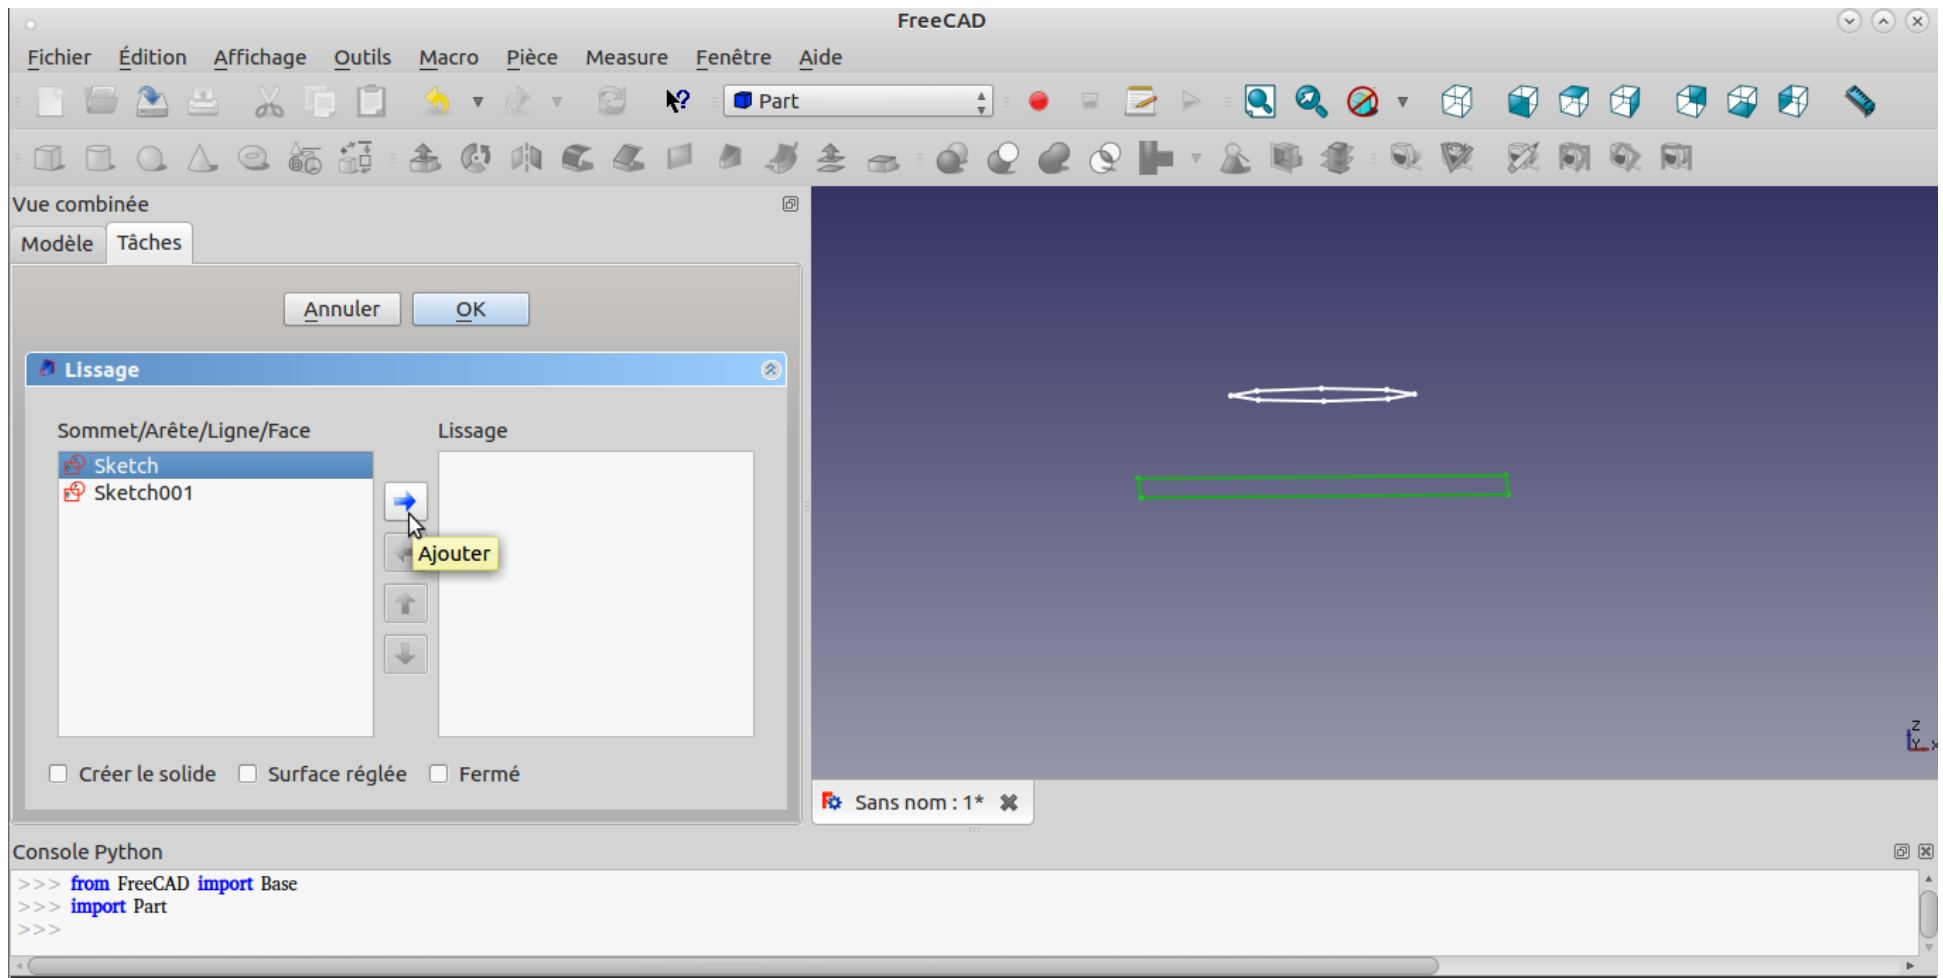 FreeCAD
Fichier Édition Affichage Outils Macro Pièce Measure Fenêtre Aide
Part
Vue combinée
Modèle Tâches
Annuler OK
Lissage
Sommet/Arête/Ligne/Face Lissage
Sketch
Sketch001
Ajouter
Créer le solide Surface réglée Fermé
Z
Y X
Sans nom : 1*
Console Python
>>> from FreeCAD import Base
>>> import Part
>>>